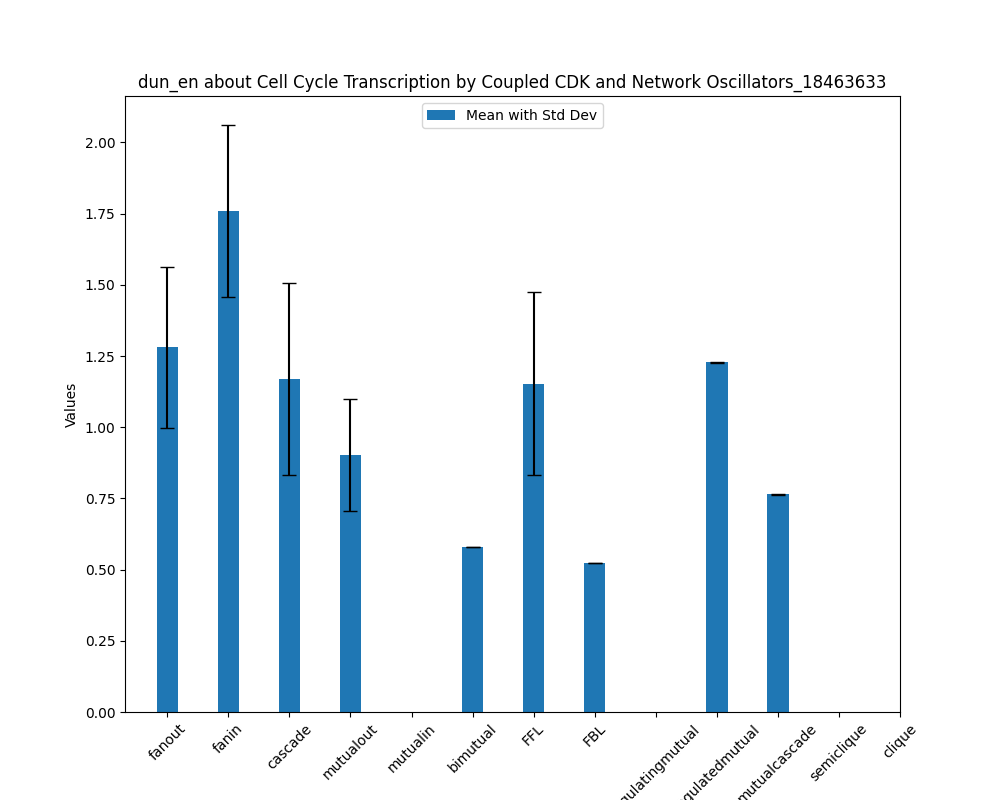 dun_en about Cell Cycle Transcription by Coupled CDK and Network Oscillators_18463633
Mean with Std Dev
Values
2.00
1.75
1.50
1.25
1.00
0.75
0.50
0.25
0.00
fanout
fanin
cascade
mutualout
mutualin
bimutual
FFL
FBL
gulatingmutual
gulatedmutual
mutualcascade
semiclique
clique